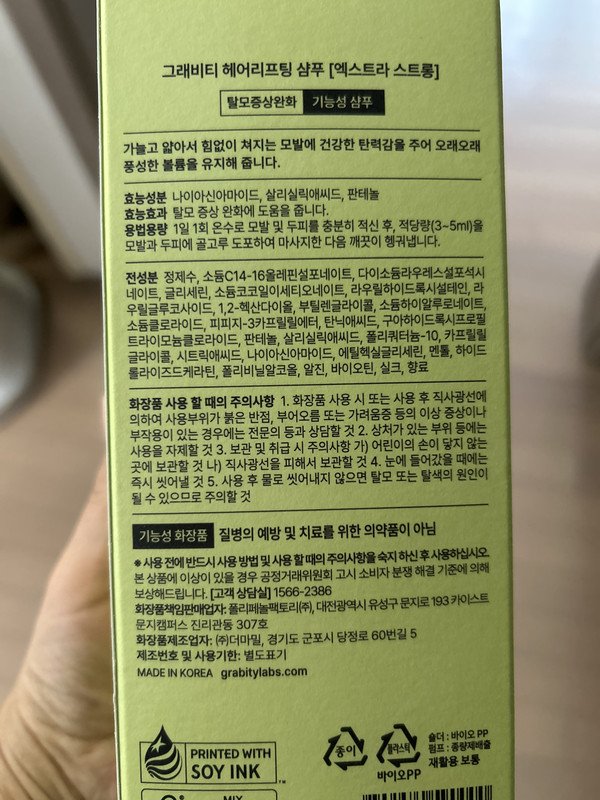 그래비티 헤어리프팅 샴푸 [엑스트라 스트롱]
탈모증상완화 기능성 샴푸
가늘고 얇아서 힘없이 쳐지는 모발에 건강한 탄력감을 주어 오래오래
풍성한 볼륨을 유지해 줍니다.
효능성분 나이아신아마이드, 살리실릭애씨드, 판테놀
효능효과 탈모 증상 완화에 도움을 줍니다.
용법용량 1일 1회 온수로 모발 및 두피를 충분히 적신 후, 적당량(3~5ml)을
모발과 두피에 골고루 도포하여 마사지한 다음 깨끗이 헹궈냅니다.
전성분 정제수, 소듐C14-16올레핀설포네이트, 다이소듐라우레스설포석시
네이트, 글리세린, 소듐코코일이세티오네이트, 라우릴하이드록시설테인, 라
우릴글루코사이드, 1,2-헥산다이올, 부틸렌글라이콜, 소듐하이알루로네이트,
소듐클로라이드, 피피지-3카프릴릴에터, 탄닉애씨드, 구아하이드록시프로필
트라이모늄클로라이드, 판테놀, 살리실릭애씨드, 폴리쿼터늄-10, 카프릴릴
글라이콜, 시트릭애씨드, 나이아신아마이드, 에틸헥실글리세린, 멘톨, 하이드
롤라이즈드케라틴, 폴리비닐알코올, 알진, 바이오틴, 실크, 향료
화장품 사용 할 때의 주의사항 1. 화장품 사용 시 또는 사용 후 직사광선에
의하여 사용부위가 붉은 반점, 부어오름 또는 가려움증 등의 이상 증상이나
부작용이 있는 경우에는 전문의 등과 상담할 것 2. 상처가 있는 부위 등에는
사용을 자제할 것 3. 보관 및 취급 시 주의사항 가) 어린이의 손이 닿지 않는
곳에 보관할 것 나) 직사광선을 피해서 보관할 것 4. 눈에 들어갔을 때에는
즉시 씻어낼 것 5. 사용 후 물로 씻어내지 않으면 탈모 또는 탈색의 원인이
될 수 있으므로 주의할 것
기능성 화장품 질병의 예방 및 치료를 위한 의약품이 아님
※ 사용 전에 반드시 사용 방법 및 사용 할 때의 주의사항을 숙지 하신 후 사용하십시오.
본 상품에 이상이 있을 경우 공정거래위원회 고시 소비자 분쟁 해결 기준에 의해
보상해드립니다. [고객 상담실] 1566-2386
화장품책임판매업자: 폴리페놀팩토리㈜, 대전광역시 유성구 문지로 193 카이스트
문지캠퍼스 진리관동 307호
화장품제조업자: ㈜더마밀, 경기도 군포시 당정로 60번길 5
제조번호 및 사용기한: 별도표기
MADE IN KOREA grabitylabs.com
PRINTED WITH
SOY INK
TM
종이
플라스틱
바이오PP
숄더 : 바이오 PP
펌프 : 종량제배출
재활용 보통
MIX